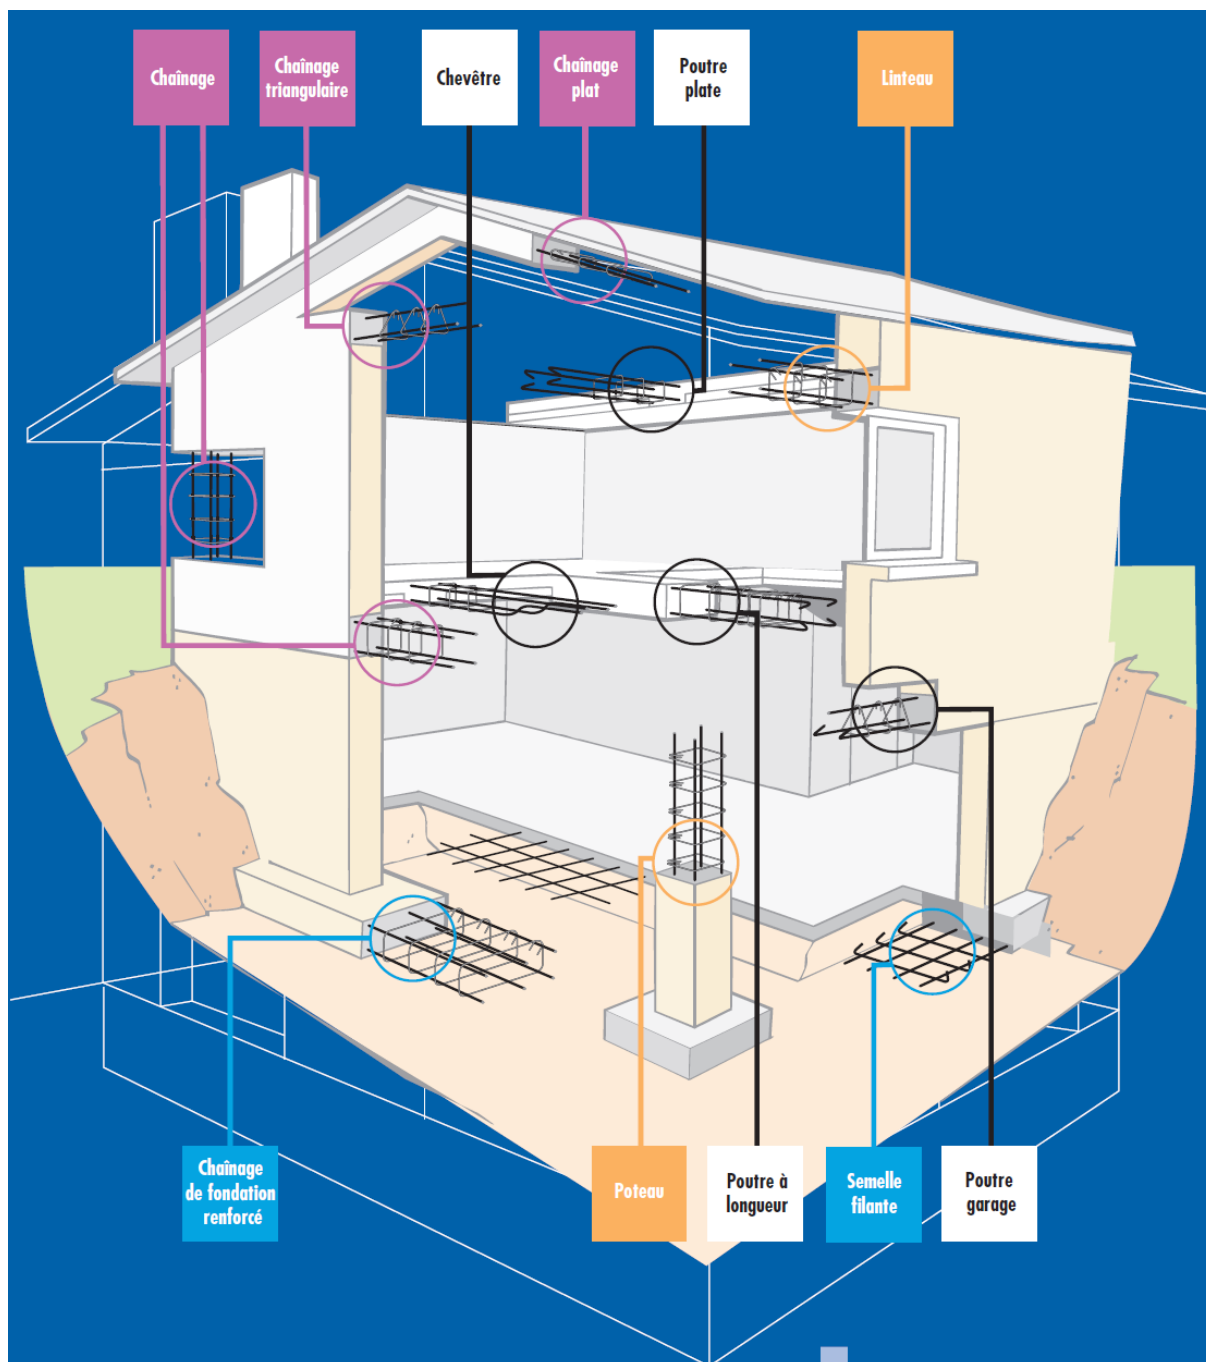 Chaînage
Chaînage
triangulaire
Chevêtre
Chaînage
plat
Poutre
plate
Linteau
Chaînage
de fondation
renforcé
Poteau
Poutre à
longueur
Semelle
filante
Poutre
garage